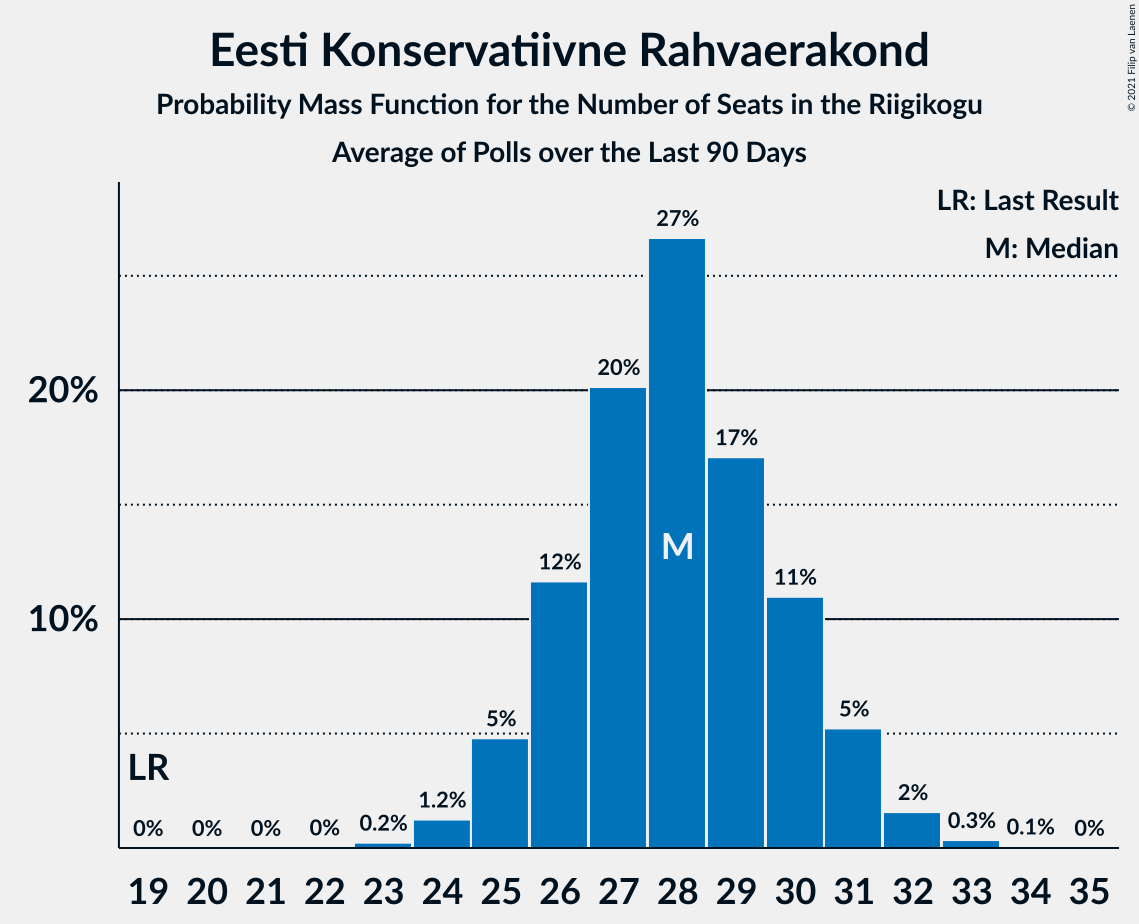 Eesti Konservatiivne Rahvaerakond
Probability Mass Function for the Number of Seats in the Riigikogu
Average of Polls over the Last 90 Days
© 2021 Filip van Laenen
LR: Last Result
M: Median
27%
20%
20%
17%
M
12%
11%
10%
5%
5%
LR
1.2%
2%
0%
0%
0%
0%
0.2%
0.3%
0.1%
0%
19 20 21 22 23 24 25 26 27 28 29 30 31 32 33 34 35